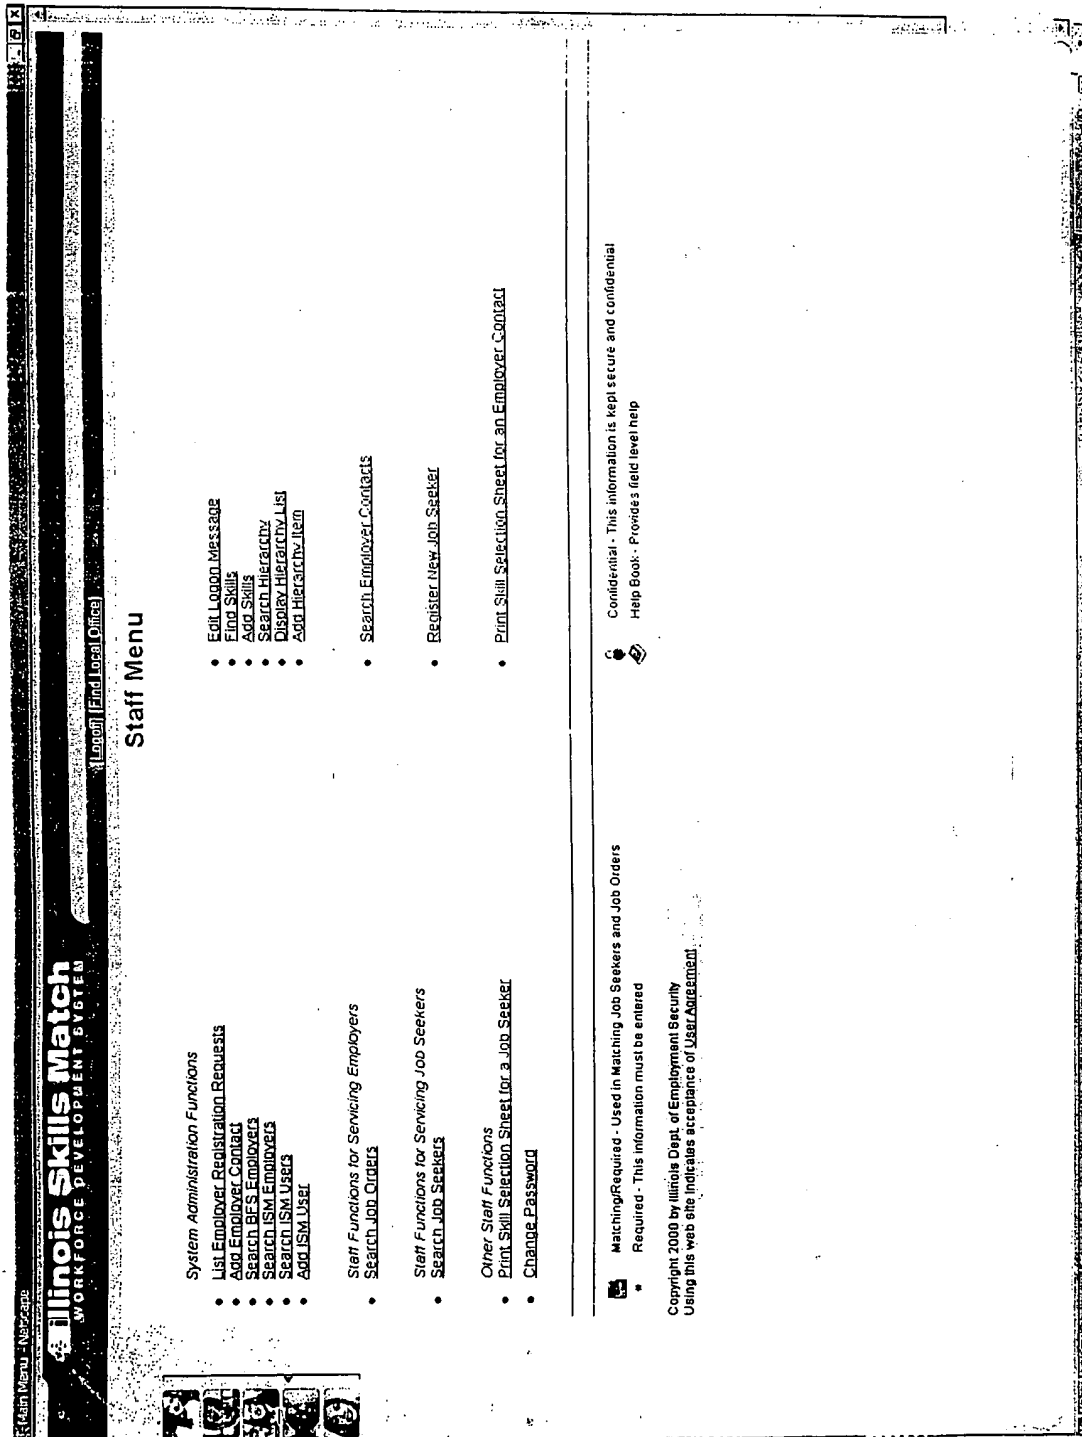 Main Menu - Netscape
Illinois Skills Match
WORKFORCE DEVELOPMENT SYSTEM
[Logoff] [Find Local Office]
Staff Menu
System Administration Functions
• List Employer Registration Requests
• Add Employer Contact
• Search BFS Employers
• Search ISM Employers
• Search ISM Users
• Add ISM User
• Edit Logon Message
• Find Skills
• Add Skills
• Search Hierarchy
• Display Hierarchy List
• Add Hierarchy Item
Staff Functions for Servicing Employers
• Search Job Orders
• Search Employer Contacts
Staff Functions for Servicing Job Seekers
• Search Job Seekers
• Register New Job Seeker
Other Staff Functions
• Print Skill Selection Sheet for a Job Seeker
• Change Password
• Print Skill Selection Sheet for an Employer Contact
Matching/Required - Used in Matching Job Seekers and Job Orders
Required - This information must be entered
Confidential - This information is kept secure and confidential
Help Book - Provides field level help
Copyright 2000 by Illinois Dept. of Employment Security
Using this web site indicates acceptance of User Agreement